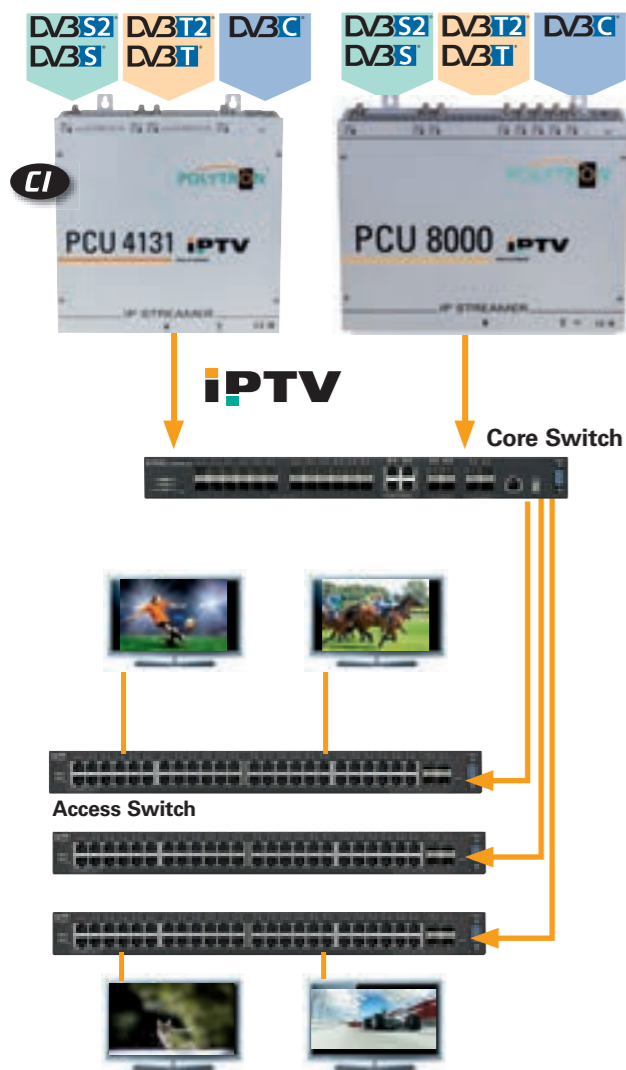 DVB S2 DVB T2 DVB C DVB S2 DVB T2 DVB C
DVB S DVB T DVB S DVB T
CI
POLYTRON POLYTRON
PCU 4131 iPTV PCU 8000 iPTV
IP STREAMER IP STREAMER
iPTV
Core Switch
Access Switch